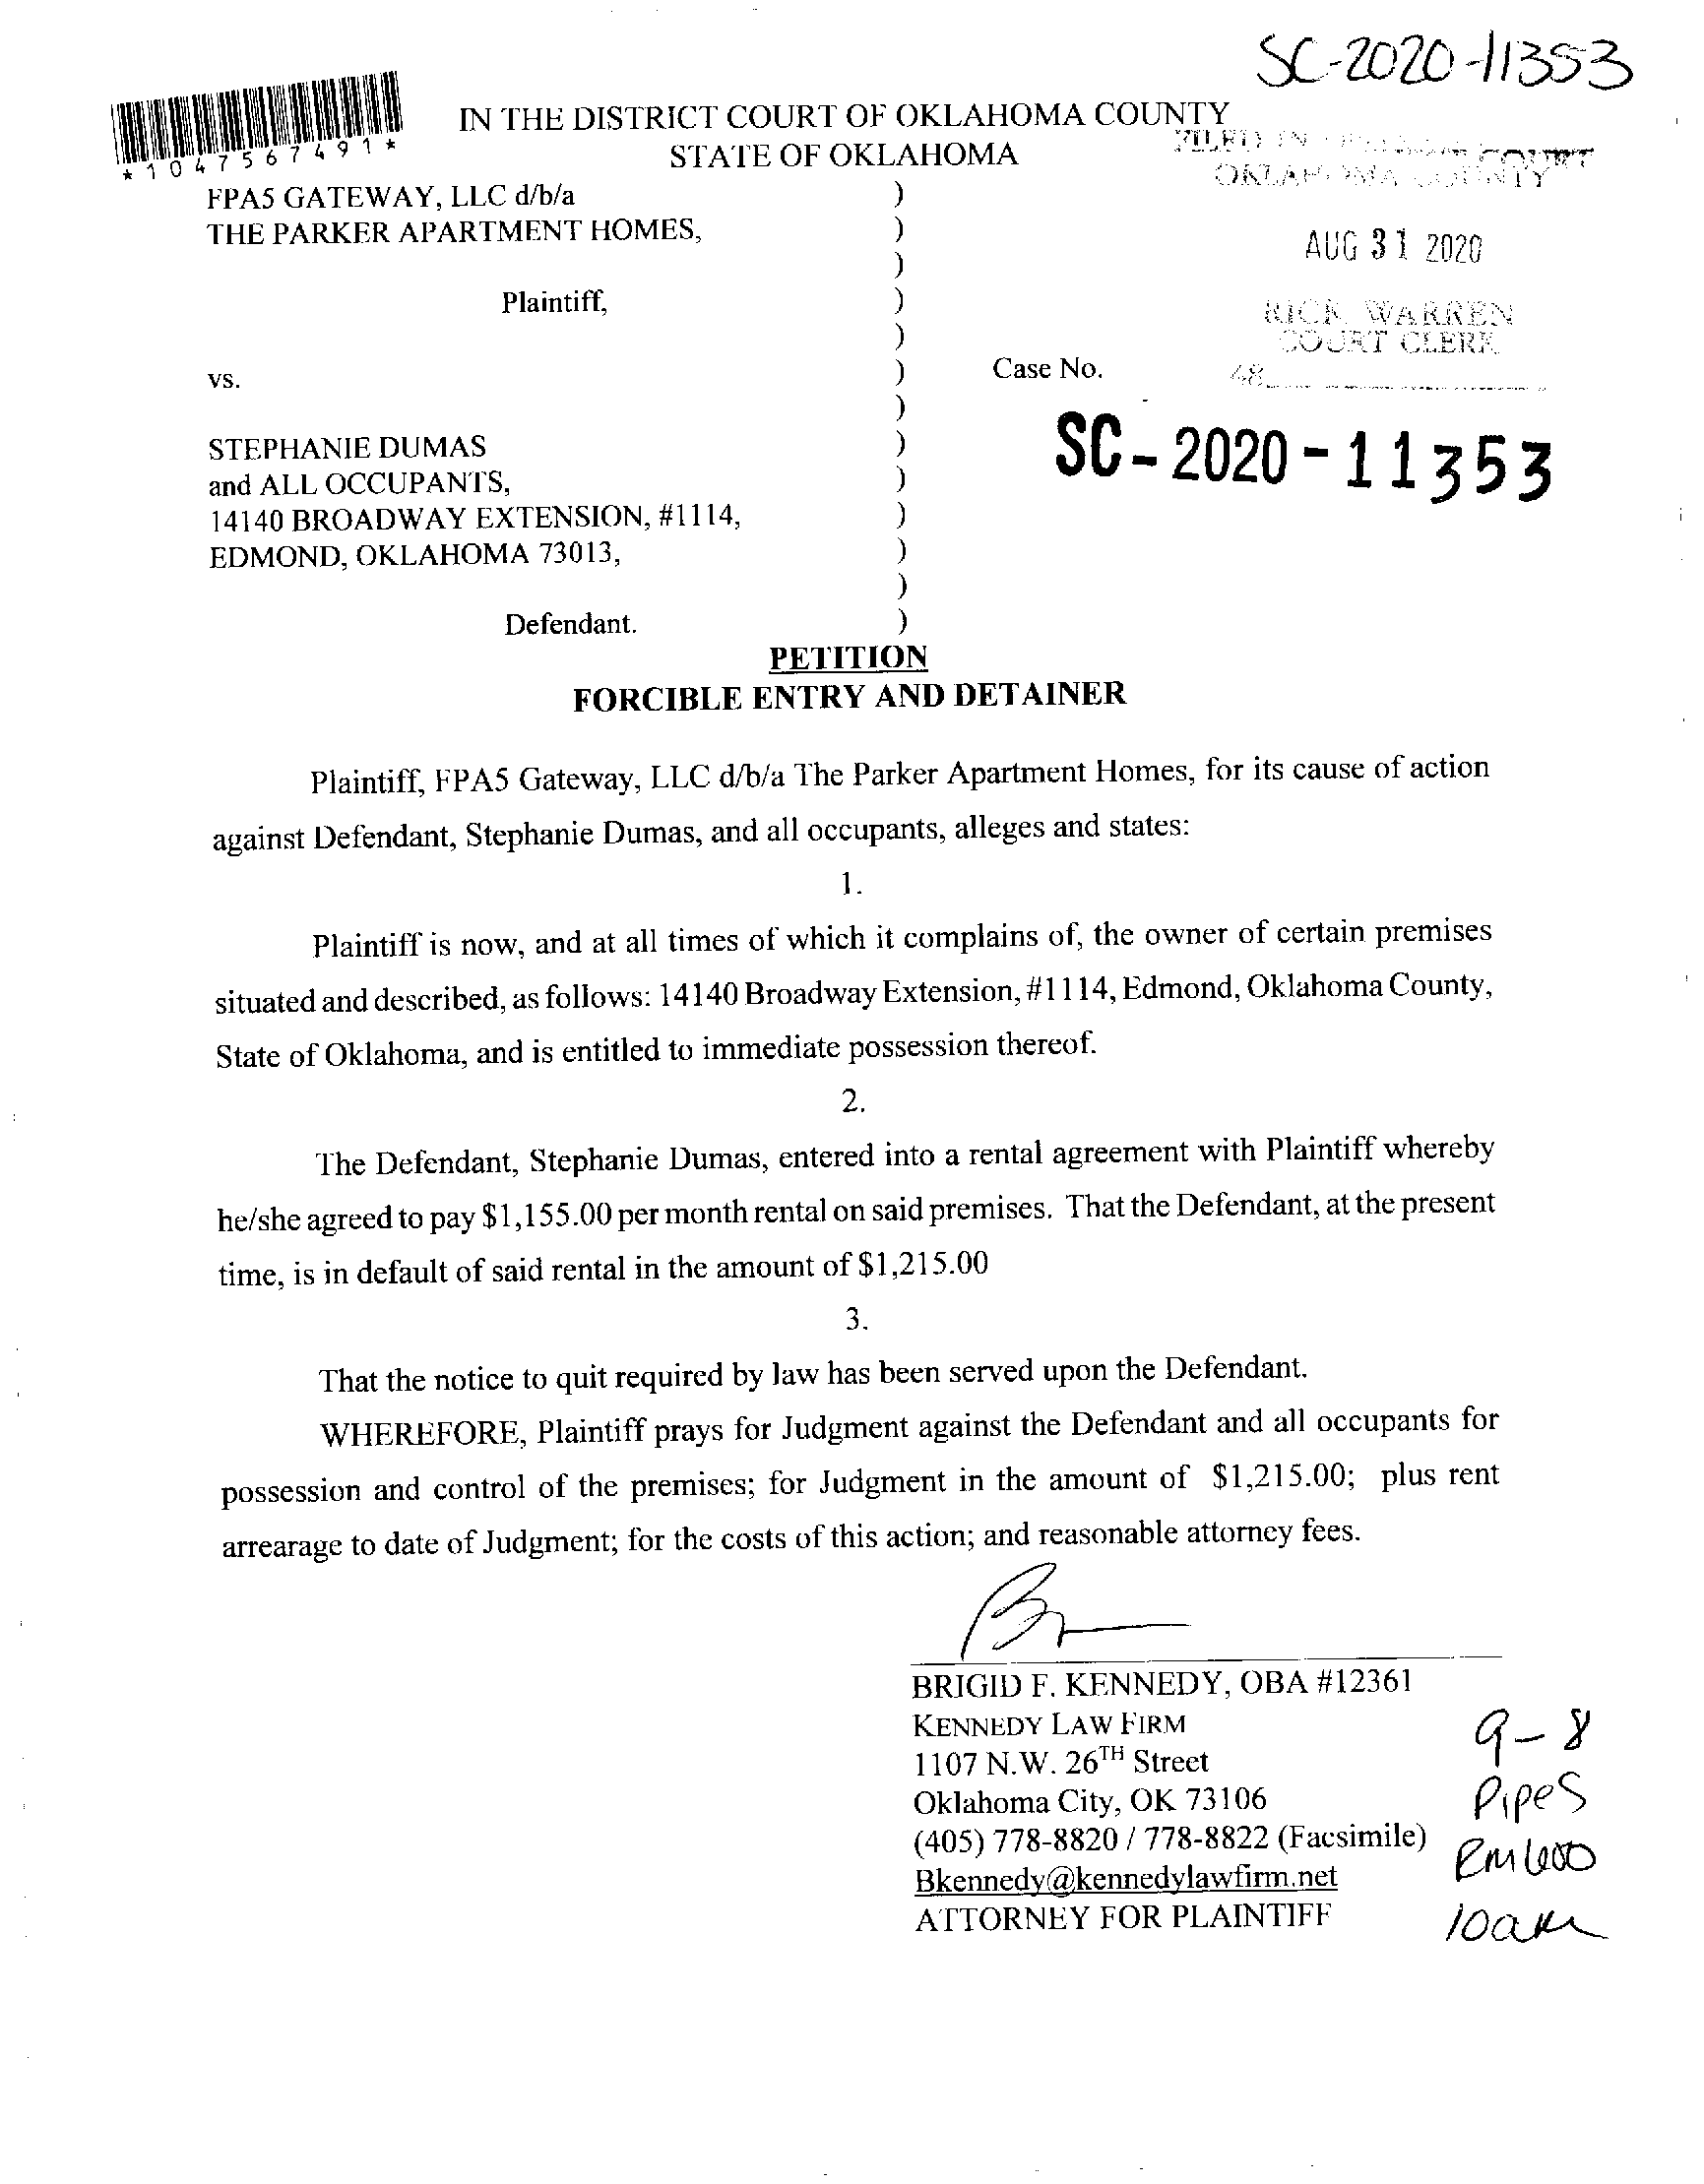 SC-2020-11353
*1047567491*
IN THE DISTRICT COURT OF OKLAHOMA COUNTY
STATE OF OKLAHOMA
FILED IN COURT
OKLAHOMA COUNTY
FPA5 GATEWAY, LLC d/b/a )
THE PARKER APARTMENT HOMES, )
)
AUG 31 2020
Plaintiff, )
RICK WARREN
COURT CLERK
)
vs. ) Case No. 48
)
SC-2020-11353
STEPHANIE DUMAS )
and ALL OCCUPANTS, )
14140 BROADWAY EXTENSION, #1114, )
EDMOND, OKLAHOMA 73013, )
)
Defendant. )
PETITION
FORCIBLE ENTRY AND DETAINER
Plaintiff, FPA5 Gateway, LLC d/b/a The Parker Apartment Homes, for its cause of action
against Defendant, Stephanie Dumas, and all occupants, alleges and states:
1.
Plaintiff is now, and at all times of which it complains of, the owner of certain premises
situated and described, as follows: 14140 Broadway Extension, #1114, Edmond, Oklahoma County,
State of Oklahoma, and is entitled to immediate possession thereof.
2.
The Defendant, Stephanie Dumas, entered into a rental agreement with Plaintiff whereby
he/she agreed to pay $1,155.00 per month rental on said premises. That the Defendant, at the present
time, is in default of said rental in the amount of $1,215.00
3.
That the notice to quit required by law has been served upon the Defendant.
WHEREFORE, Plaintiff prays for Judgment against the Defendant and all occupants for
possession and control of the premises; for Judgment in the amount of $1,215.00; plus rent
arrearage to date of Judgment; for the costs of this action; and reasonable attorney fees.
BRIGID F. KENNEDY, OBA #12361
KENNEDY LAW FIRM
1107 N.W. 26TH Street
Oklahoma City, OK 73106
(405) 778-8820 / 778-8822 (Facsimile)
Bkennedy@kennedylawfirm.net
ATTORNEY FOR PLAINTIFF
9-8
Pipes
Rm 600
10am